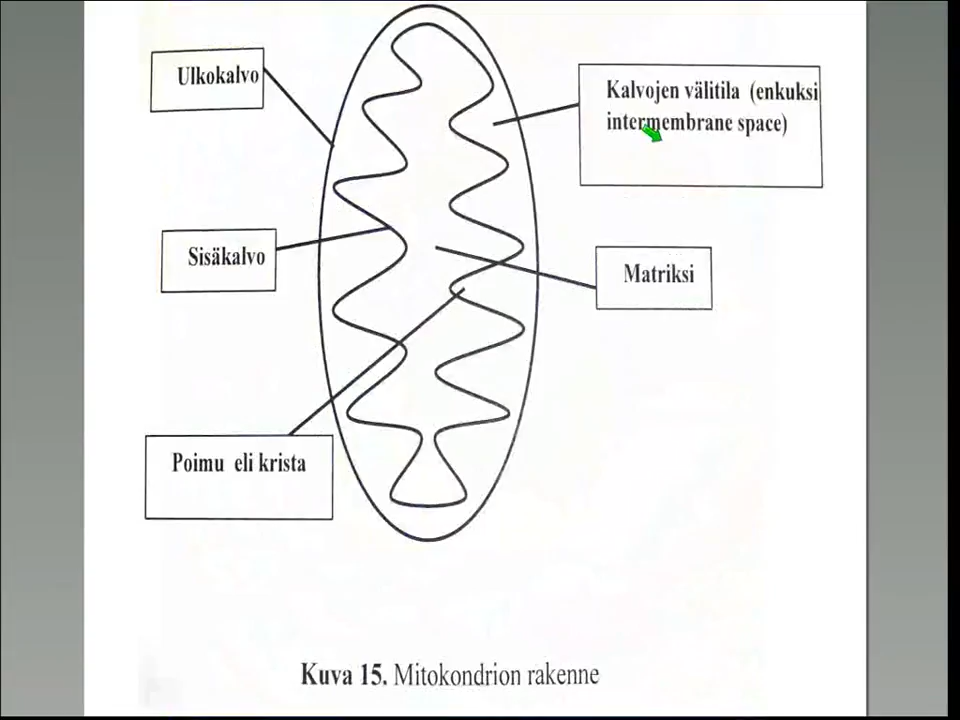 Ulkokalvo
Kalvojen välitila (enkuksi
intermembrane space)
Sisäkalvo
Matriksi
Poimu eli krista
Kuva 15. Mitokondrion rakenne